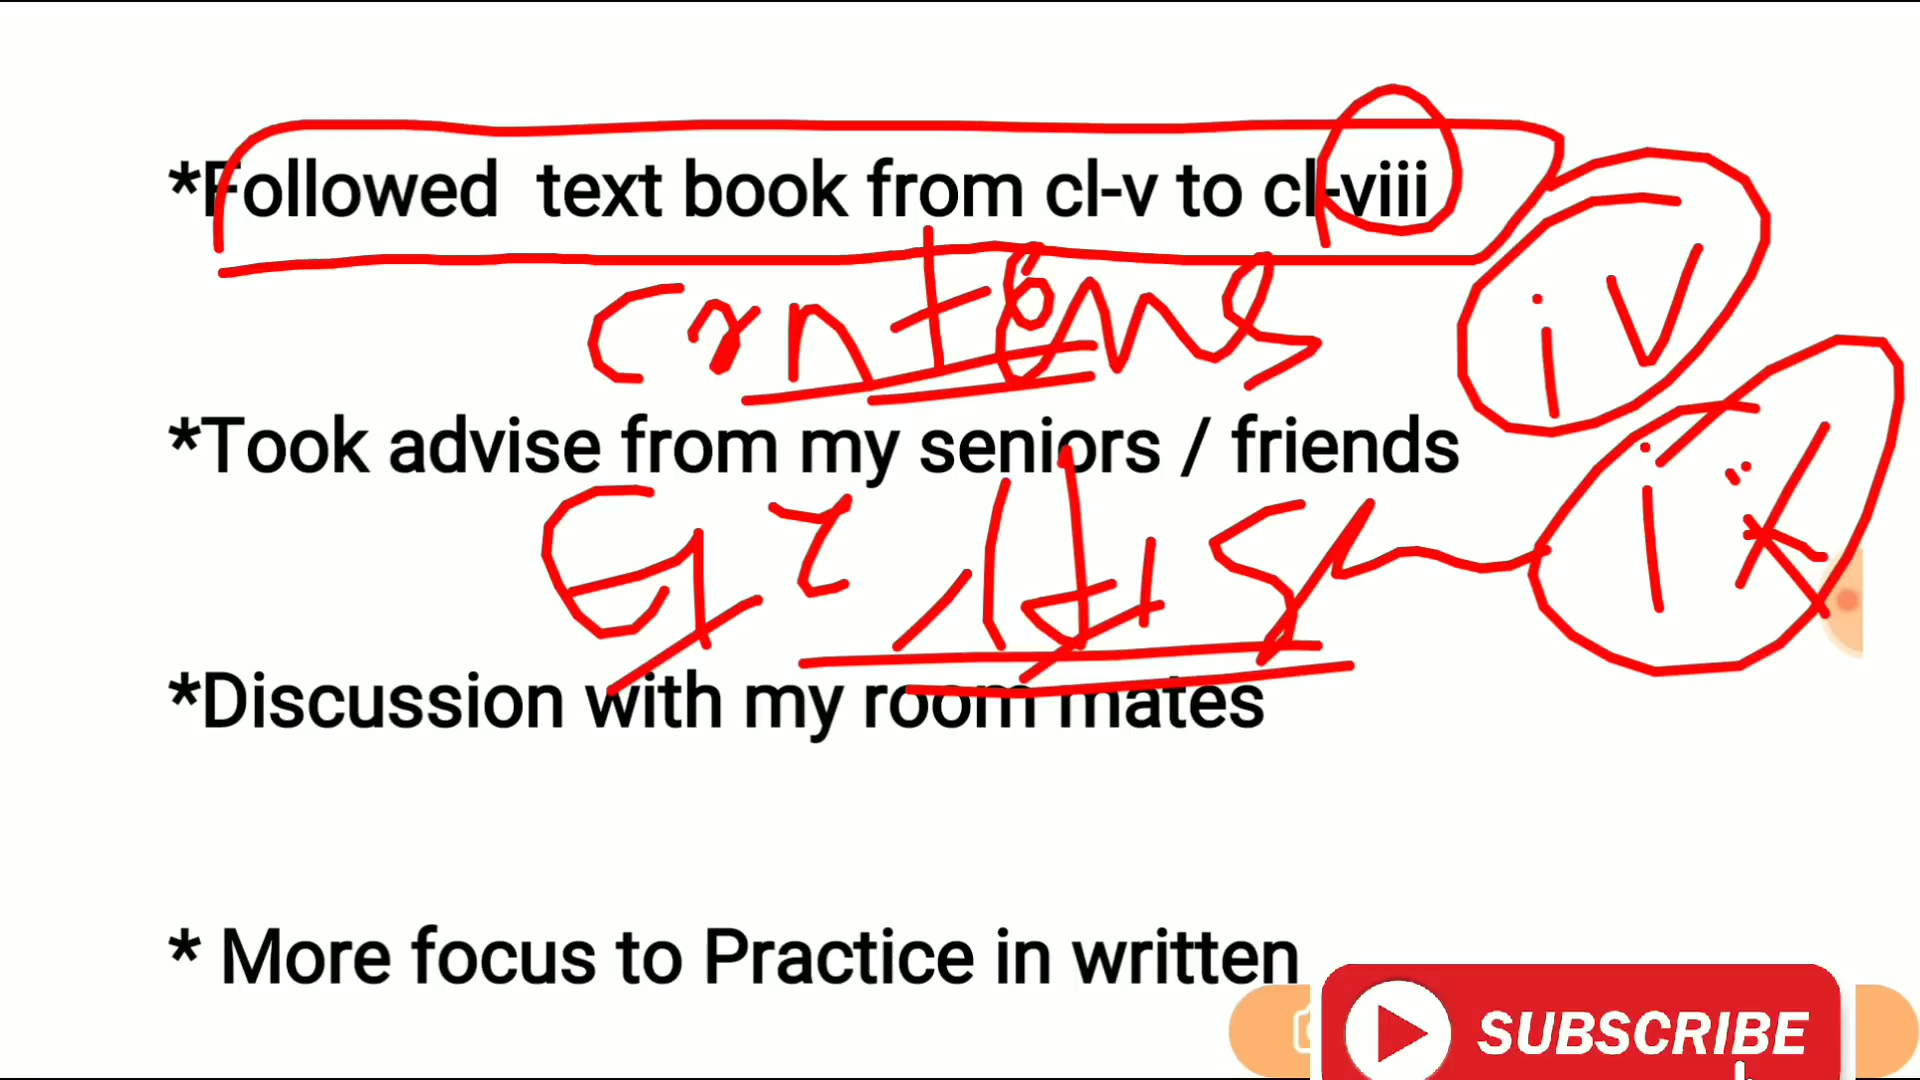 *Followed text book from cl-v to cl-viii
iv
*Took advise from my seniors / friends
ix
*Discussion with my room mates
* More focus to Practice in written
SUBSCRIBE